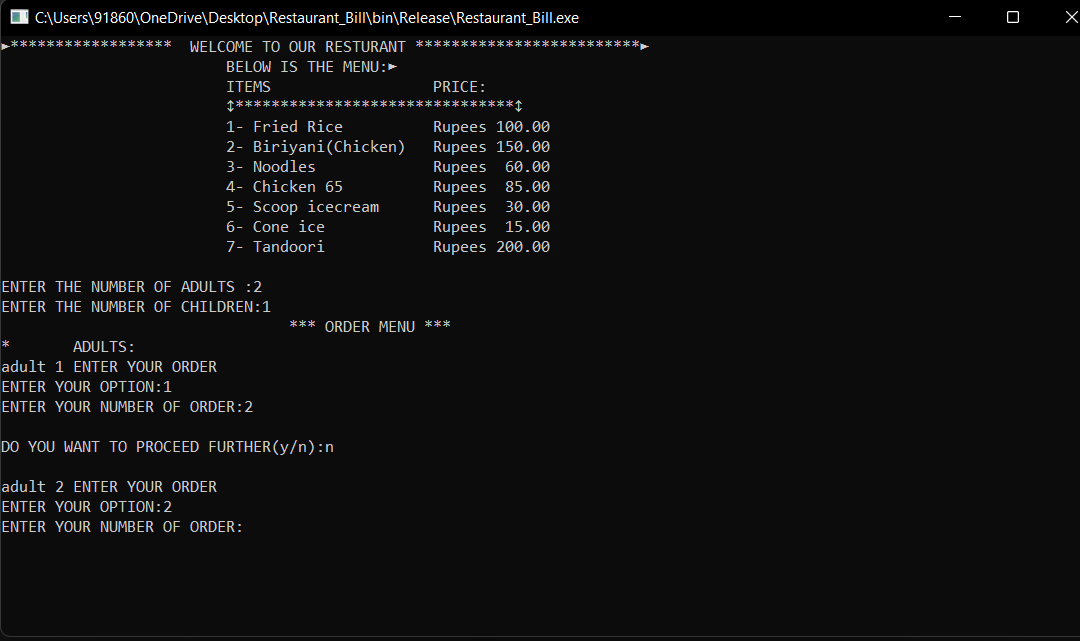 C:\Users\91860\OneDrive\Desktop\Restaurant_Bill\bin\Release\Restaurant_Bill.exe
►******************  WELCOME TO OUR RESTURANT *************************►
BELOW IS THE MENU:►
ITEMS                  PRICE:
↕*******************************↕
1- Fried Rice          Rupees 100.00
2- Biriyani(Chicken)   Rupees 150.00
3- Noodles             Rupees  60.00
4- Chicken 65          Rupees  85.00
5- Scoop icecream      Rupees  30.00
6- Cone ice            Rupees  15.00
7- Tandoori            Rupees 200.00
ENTER THE NUMBER OF ADULTS :2
ENTER THE NUMBER OF CHILDREN:1
*** ORDER MENU ***
*       ADULTS:
adult 1 ENTER YOUR ORDER
ENTER YOUR OPTION:1
ENTER YOUR NUMBER OF ORDER:2
DO YOU WANT TO PROCEED FURTHER(y/n):n
adult 2 ENTER YOUR ORDER
ENTER YOUR OPTION:2
ENTER YOUR NUMBER OF ORDER: